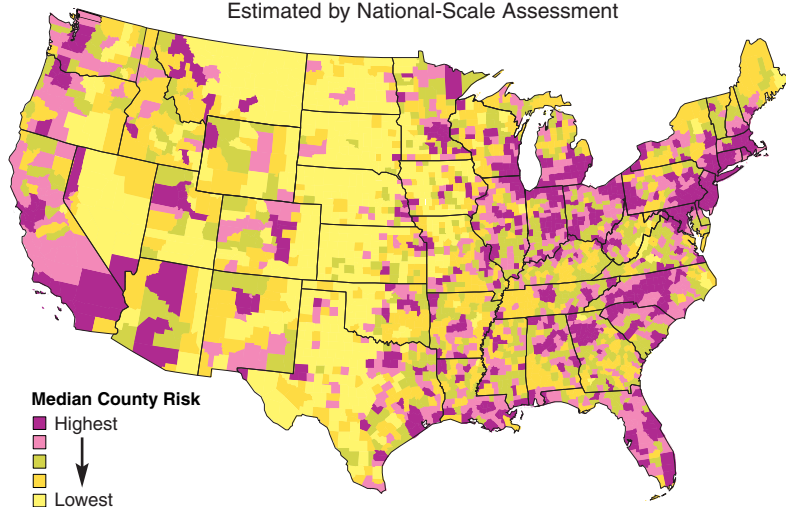 Estimated by National-Scale Assessment
Median County Risk
Highest
Lowest